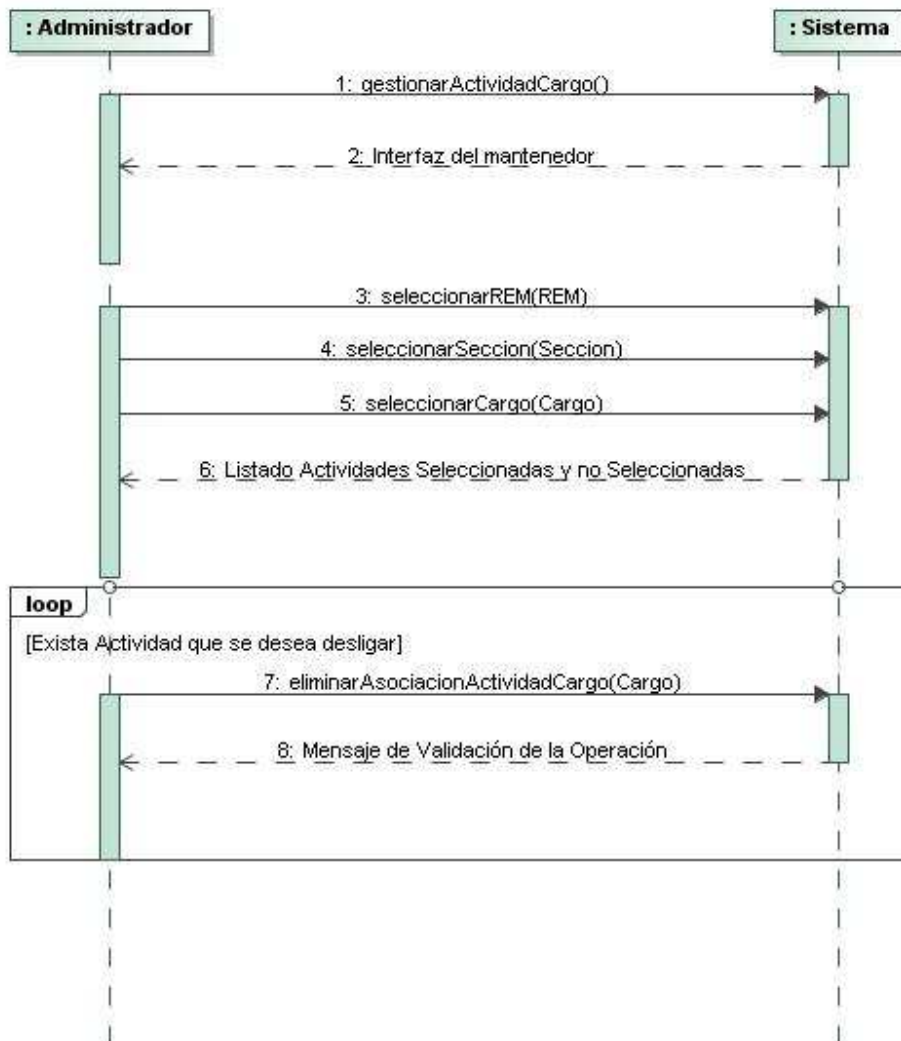 : Administrador
: Sistema
1: gestionarActividadCargo()
2: Interfaz del mantenedor
3: seleccionarREM(REM)
4: seleccionarSeccion(Seccion)
5: seleccionarCargo(Cargo)
6: Listado Actividades Seleccionadas y no Seleccionadas
loop
[Exista Actividad que se desea desligar]
7: eliminarAsociacionActividadCargo(Cargo)
8: Mensaje de Validación de la Operación